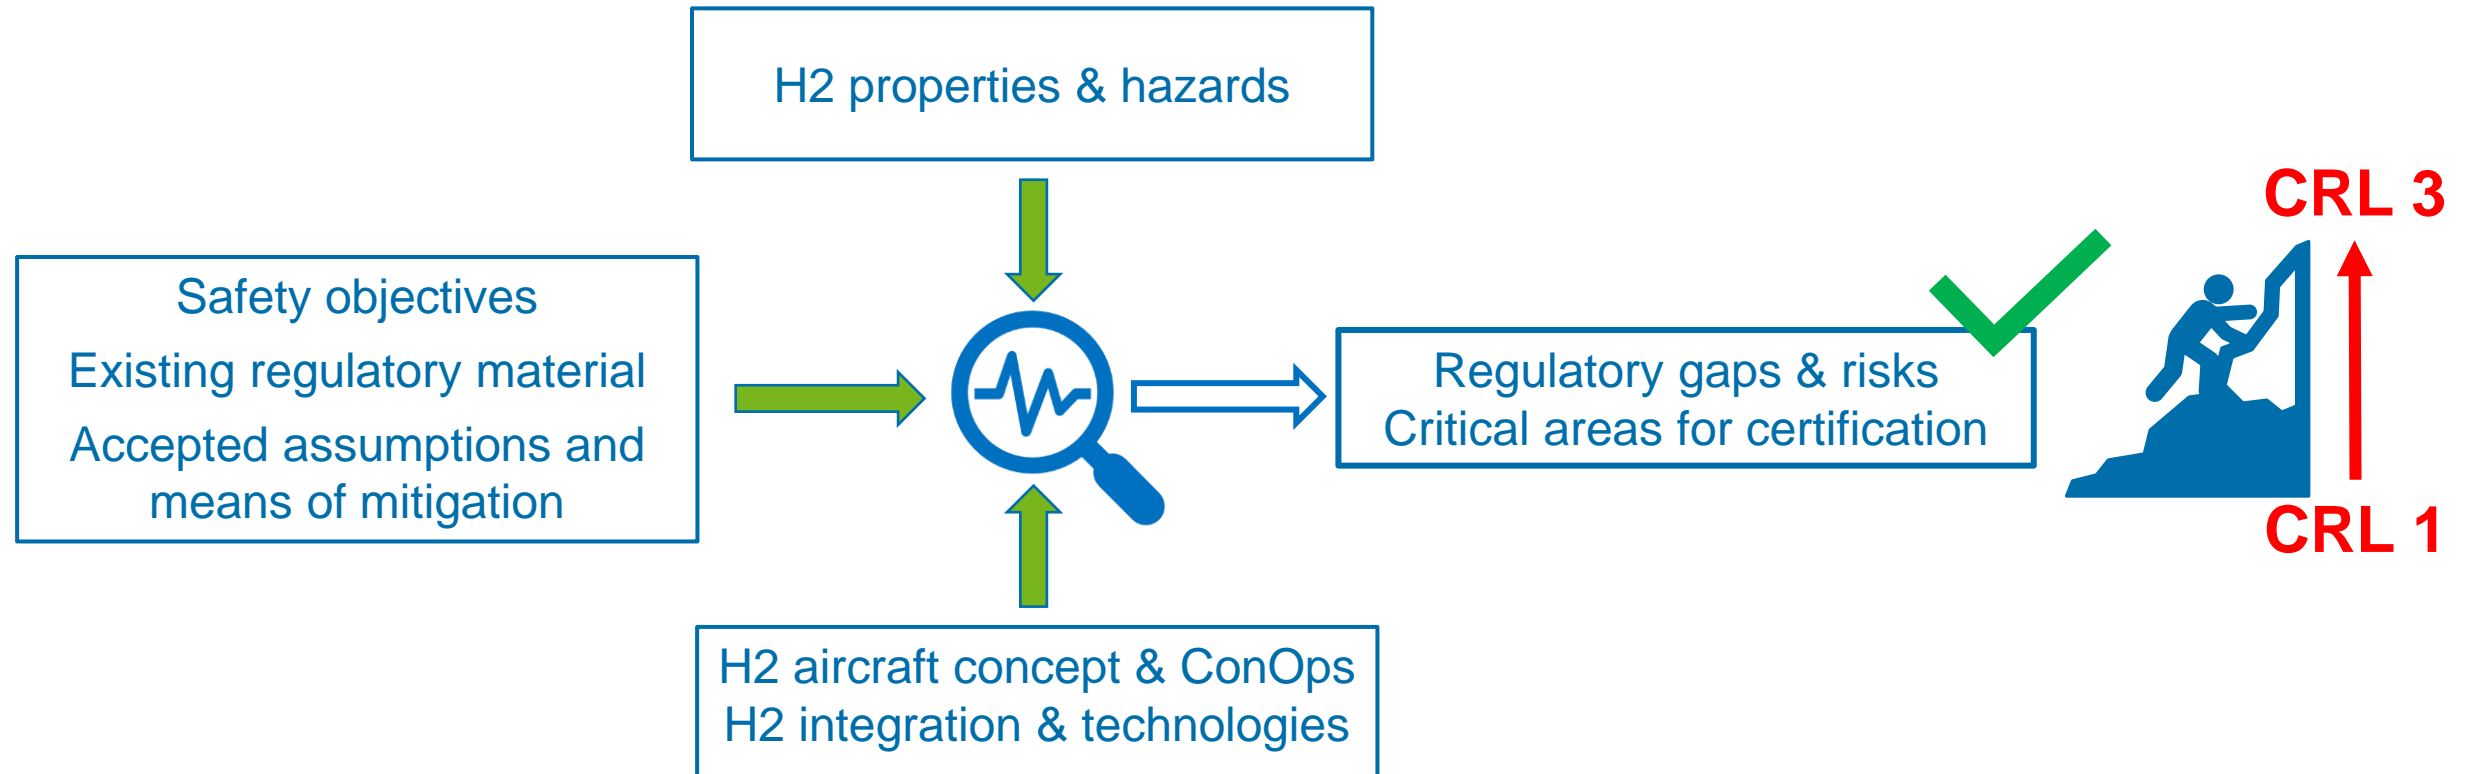 H2 properties & hazards
Safety objectives
Existing regulatory material
Accepted assumptions and
means of mitigation
H2 aircraft concept & ConOps
H2 integration & technologies
Regulatory gaps & risks
Critical areas for certification
CRL 3
CRL 1